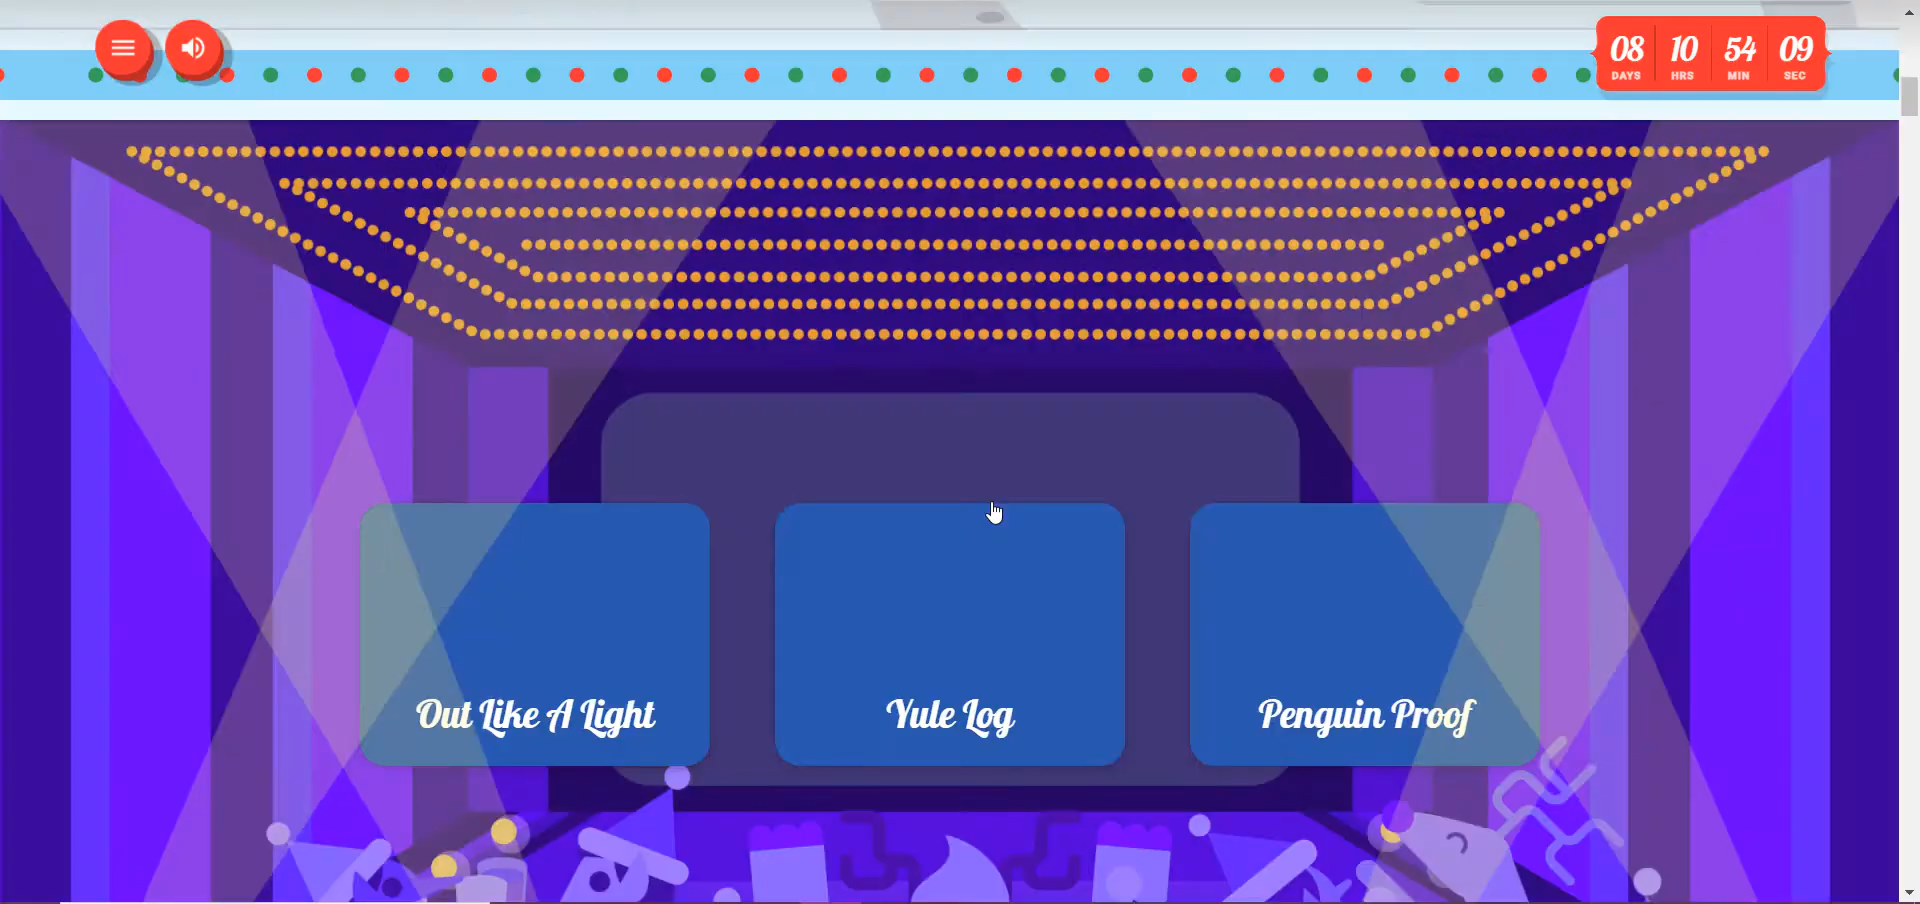 08 10 54 09
DAYS HRS MIN SEC
Out Like A Light
Yule Log
Penguin Proof